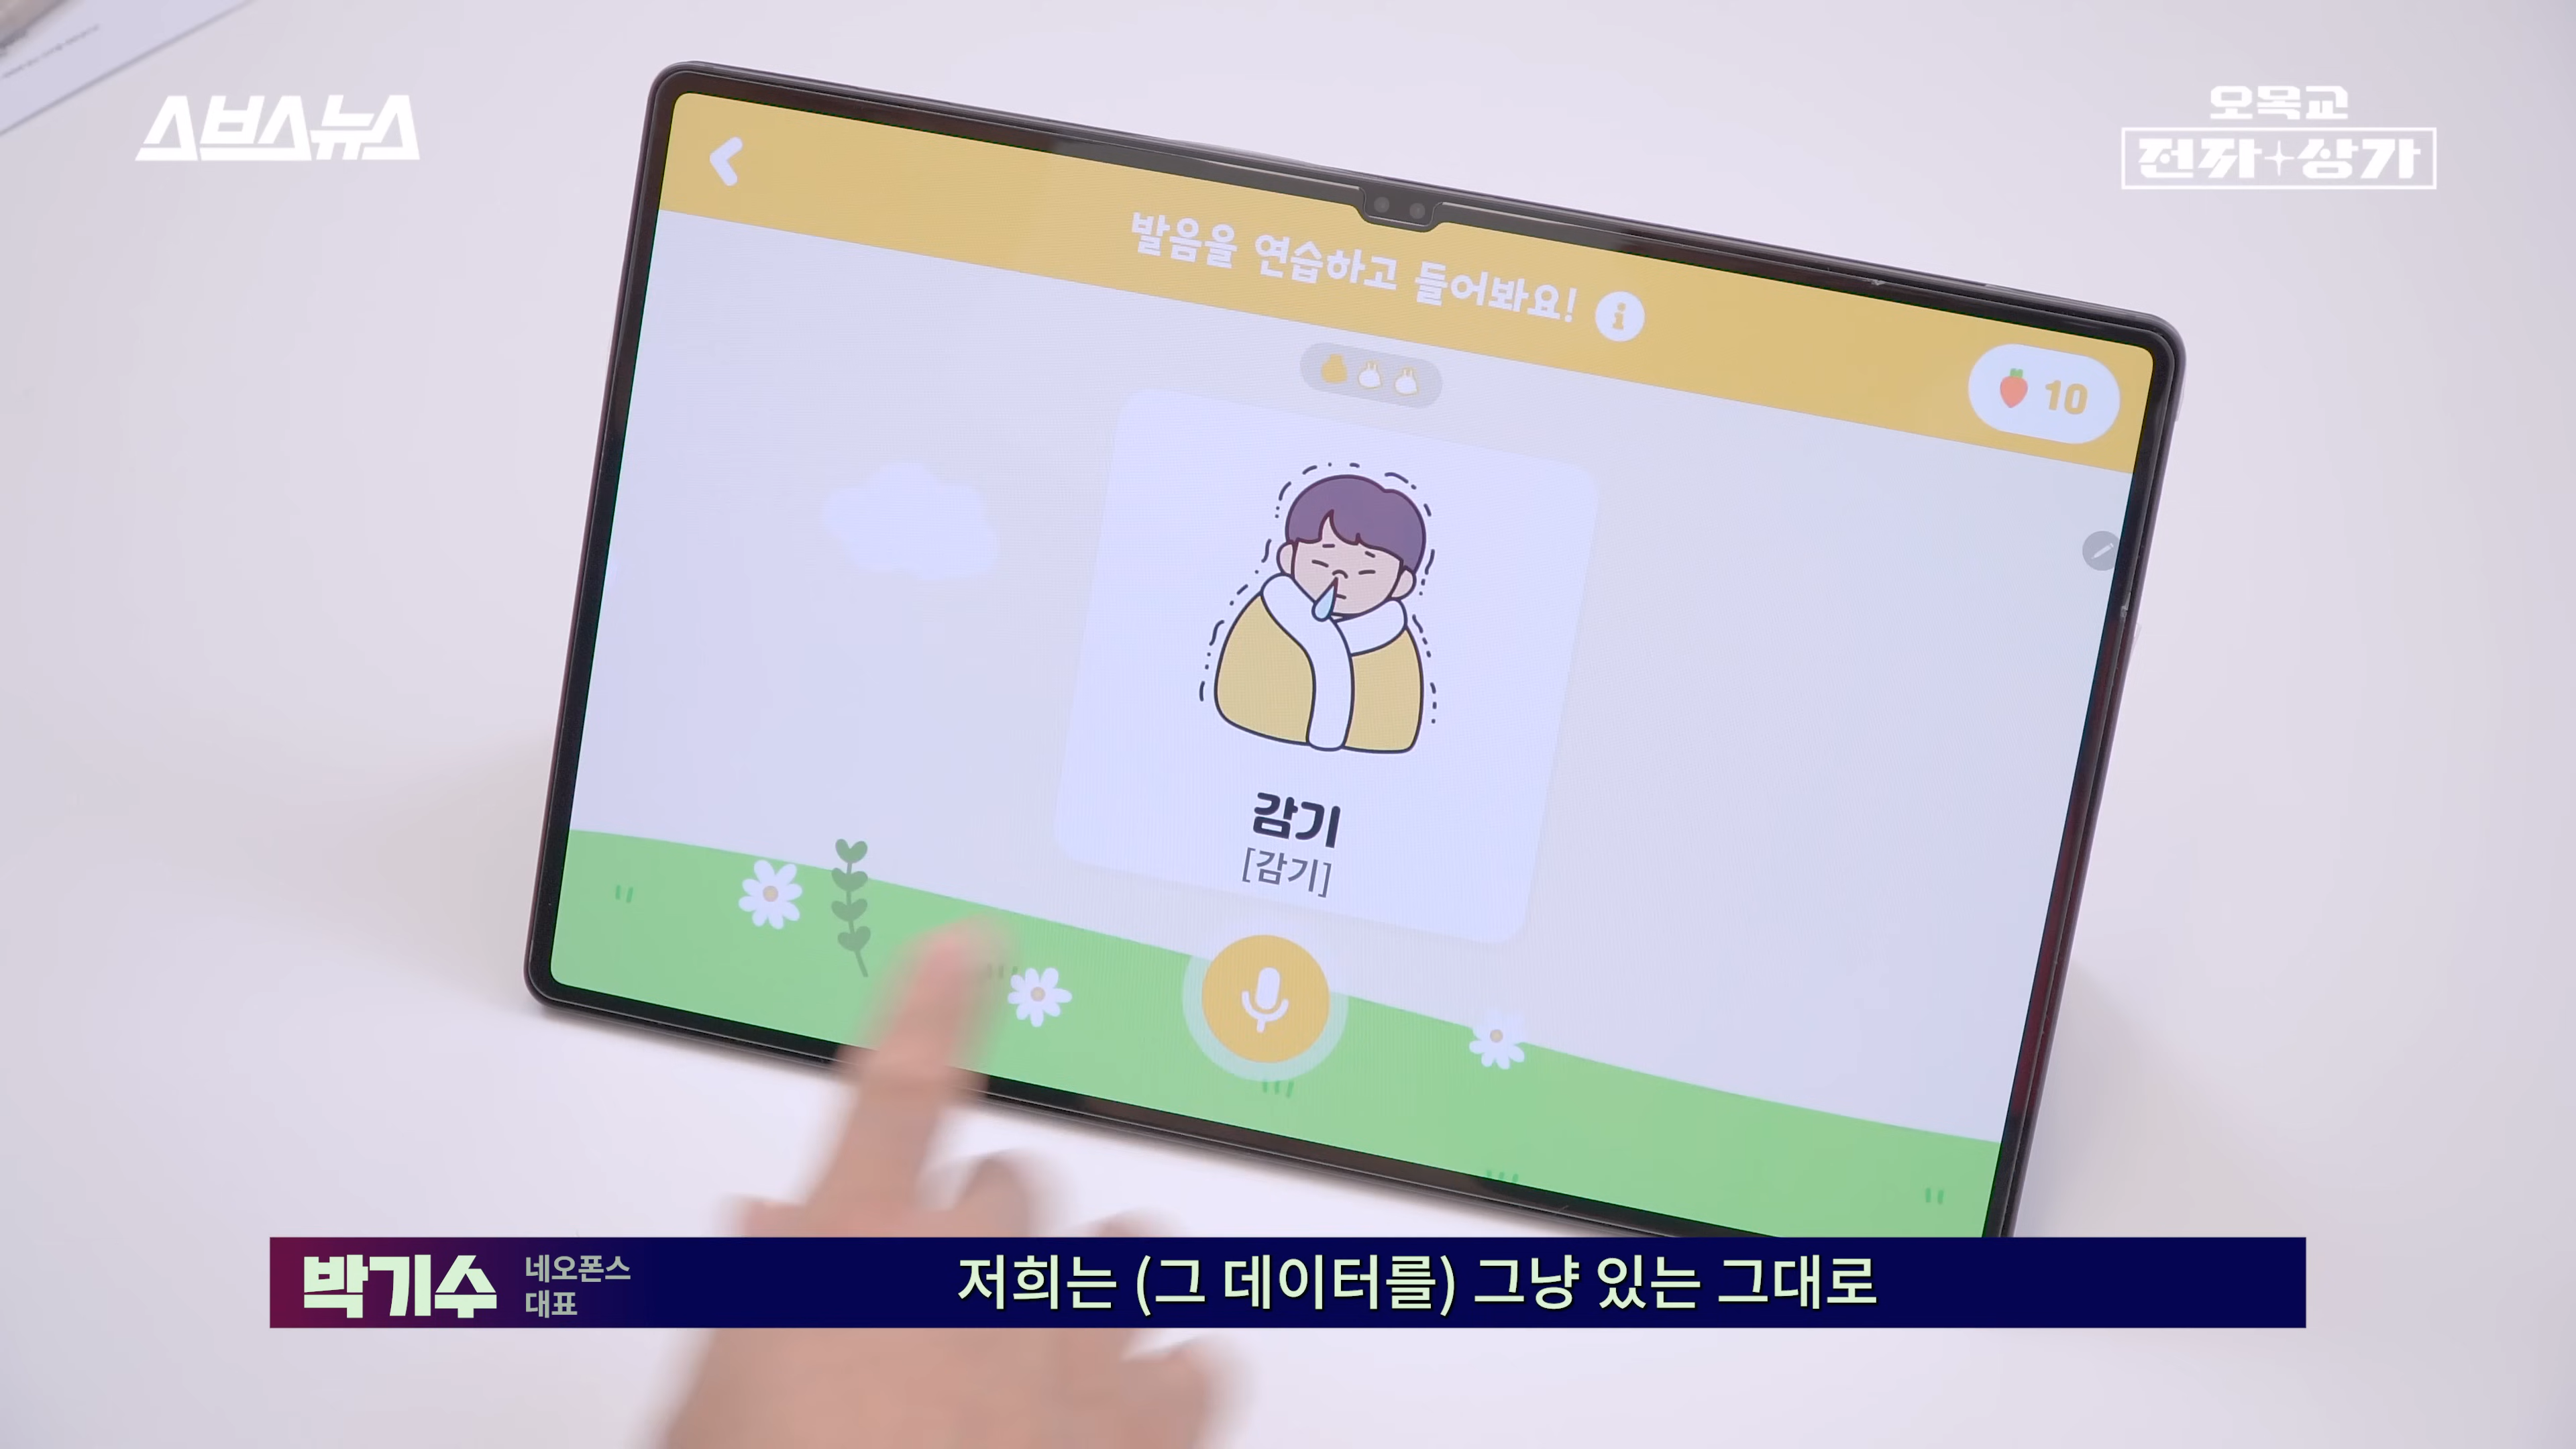 스브스뉴스
오목교
전자상가
발음을 연습하고 들어봐요!
10
감기
[감기]
박기수
네오폰스
대표
저희는 (그 데이터를) 그냥 있는 그대로